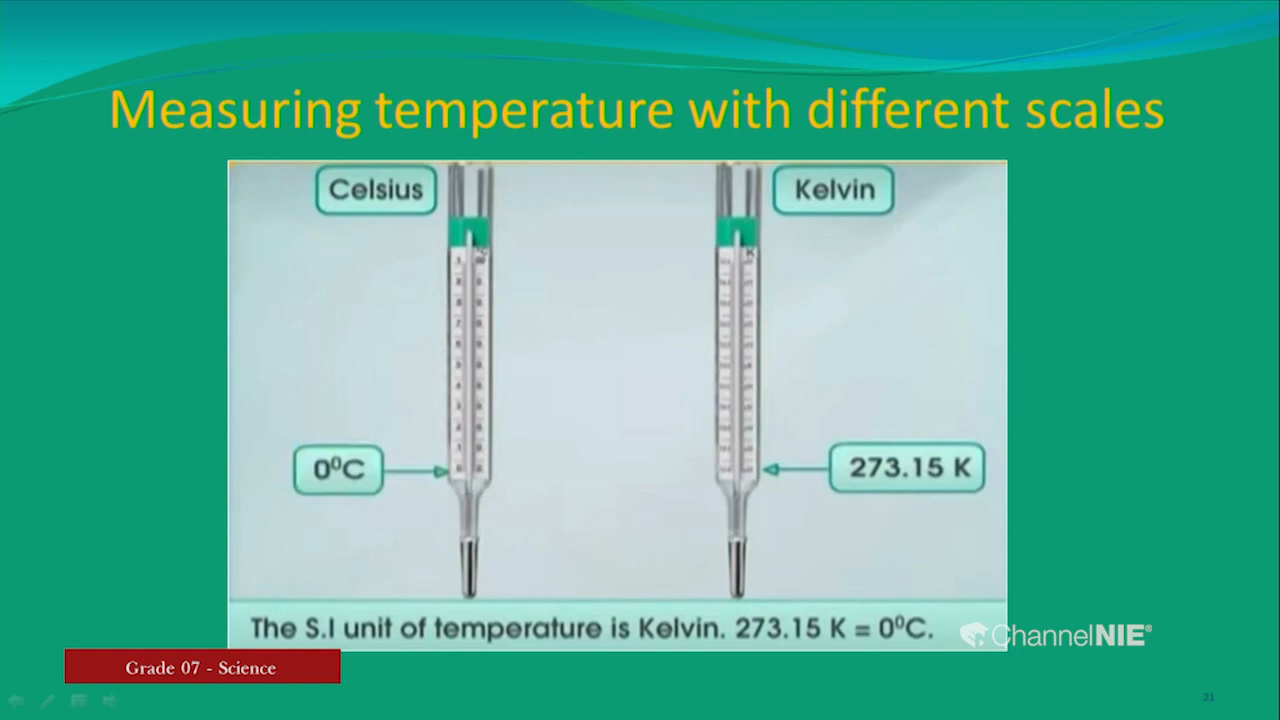 Measuring temperature with different scales
Celsius
Kelvin
0⁰C
273.15 K
The S.I unit of temperature is Kelvin. 273.15 K = 0⁰C.
ChannelNIE®
Grade 07 - Science
21